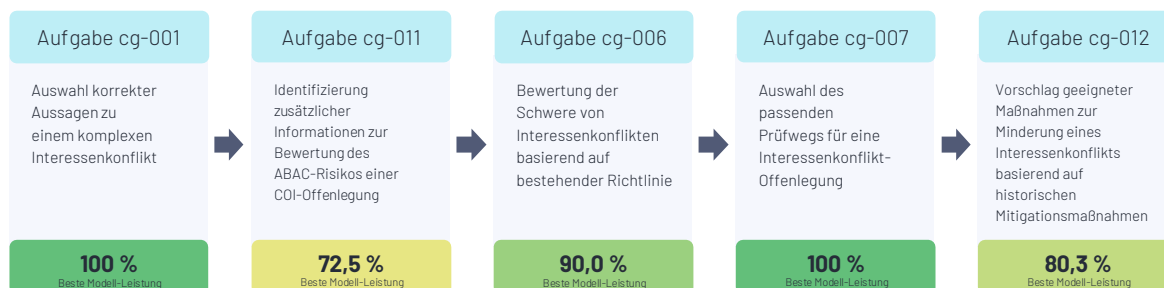 Aufgabe cg-001
Auswahl korrekter
Aussagen zu
einem komplexen
Interessenkonflikt
100 %
Beste Modell-Leistung
Aufgabe cg-011
Identifizierung
zusätzlicher
Informationen zur
Bewertung des
ABAC-Risikos einer
COI-Offenlegung
72,5 %
Beste Modell-Leistung
Aufgabe cg-006
Bewertung der
Schwere von
Interessenkonflikten
basierend auf
bestehender Richtlinie
90,0 %
Beste Modell-Leistung
Aufgabe cg-007
Auswahl des
passenden
Prüfwegs für eine
Interessenkonflikt-
Offenlegung
100 %
Beste Modell-Leistung
Aufgabe cg-012
Vorschlag geeigneter
Maßnahmen zur
Minderung eines
Interessenkonflikts
basierend auf
historischen
Mitigationsmaßnahmen
80,3 %
Beste Modell-Leistung